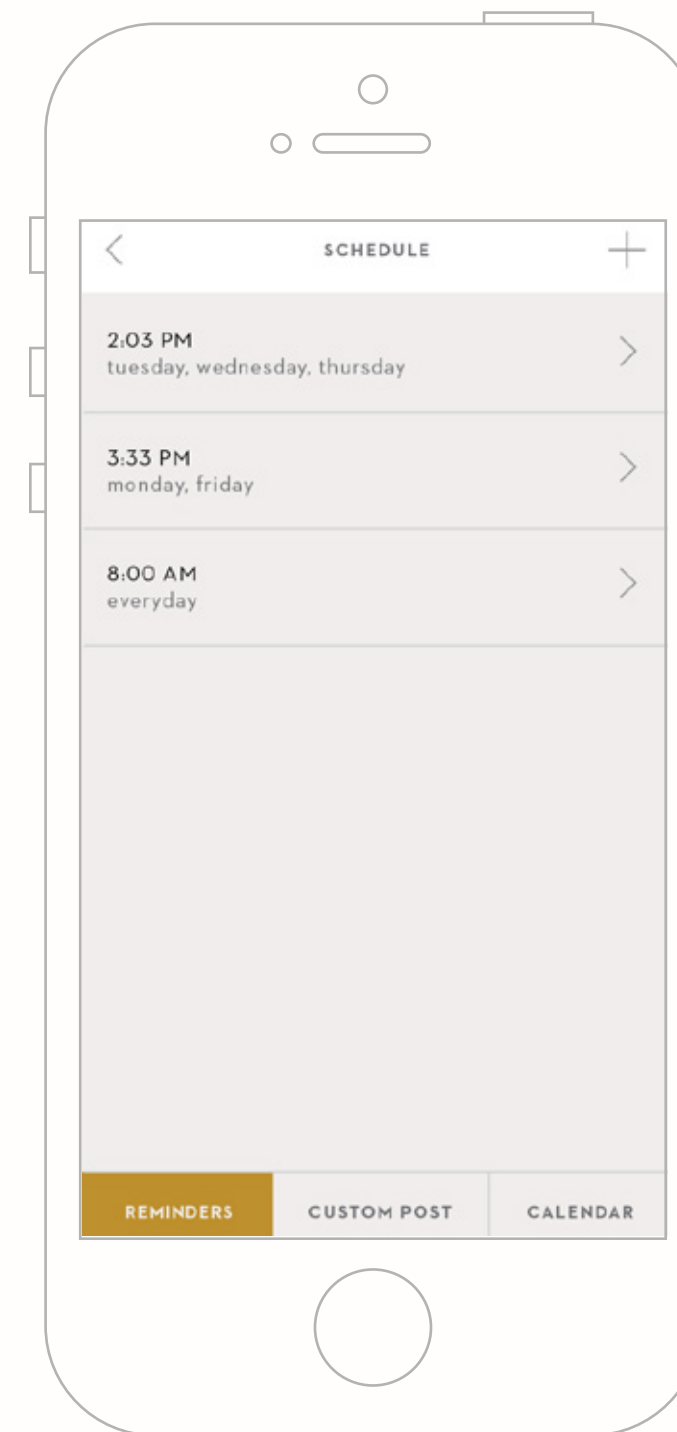 SCHEDULE
2:03 PM
tuesday, wednesday, thursday
3:33 PM
monday, friday
8:00 AM
everyday
REMINDERS CUSTOM POST CALENDAR